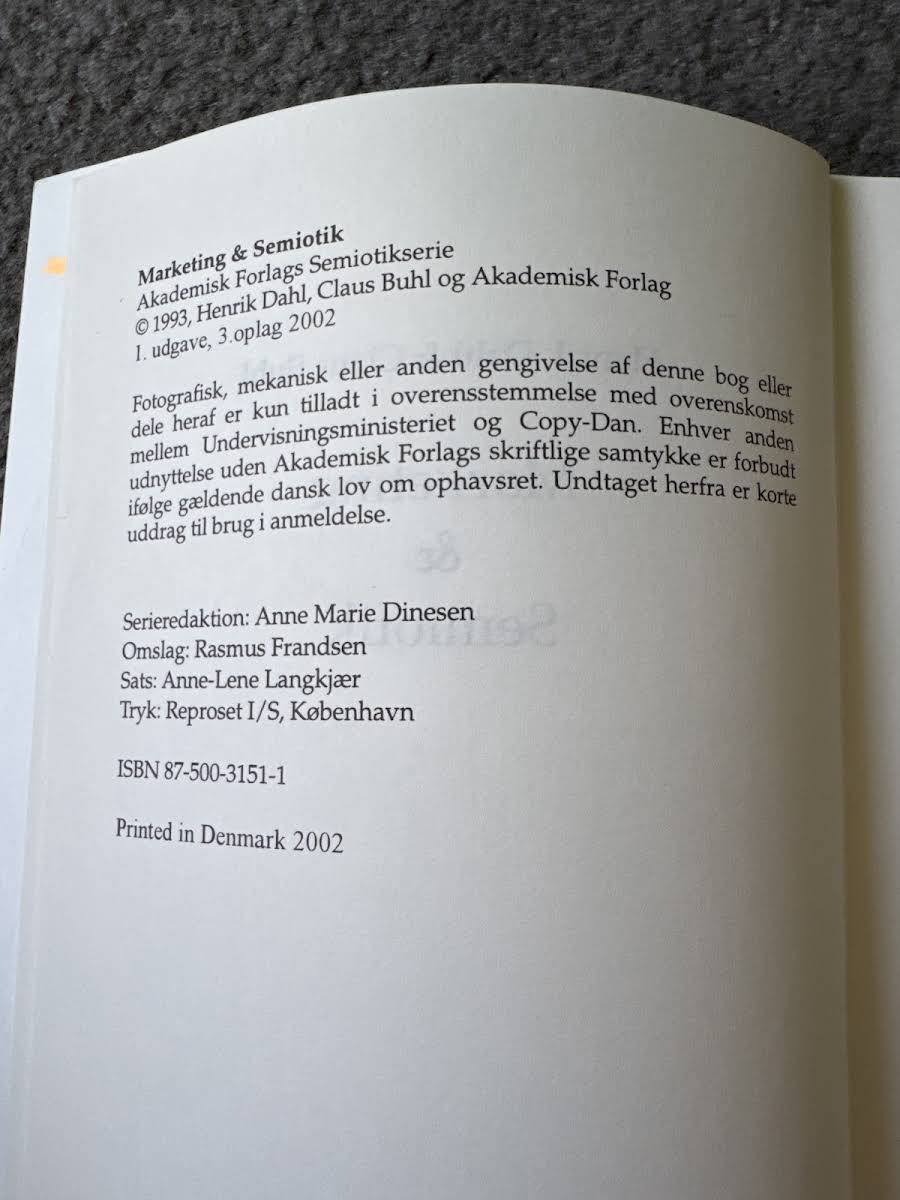 Marketing & Semiotik
Akademisk Forlags Semiotikserie
© 1993, Henrik Dahl, Claus Buhl og Akademisk Forlag
1. udgave, 3.oplag 2002
Fotografisk, mekanisk eller anden gengivelse af denne bog eller
dele heraf er kun tilladt i overensstemmelse med overenskomst
mellem Undervisningsministeriet og Copy-Dan. Enhver anden
udnyttelse uden Akademisk Forlags skriftlige samtykke er forbudt
ifølge gældende dansk lov om ophavsret. Undtaget herfra er korte
uddrag til brug i anmeldelse.
Serieredaktion: Anne Marie Dinesen
Omslag: Rasmus Frandsen
Sats: Anne-Lene Langkjær
Tryk: Reproset I/S, København
ISBN 87-500-3151-1
Printed in Denmark 2002